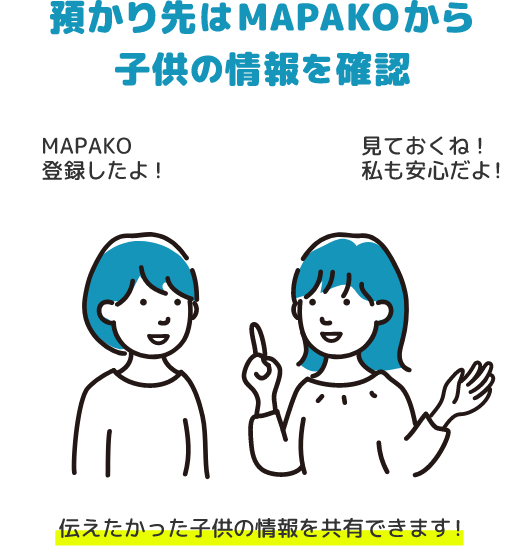 預かり先はMAPAKOから
子供の情報を確認
MAPAKO
登録したよ！
見ておくね！
私も安心だよ！
伝えたかった子供の情報を共有できます！